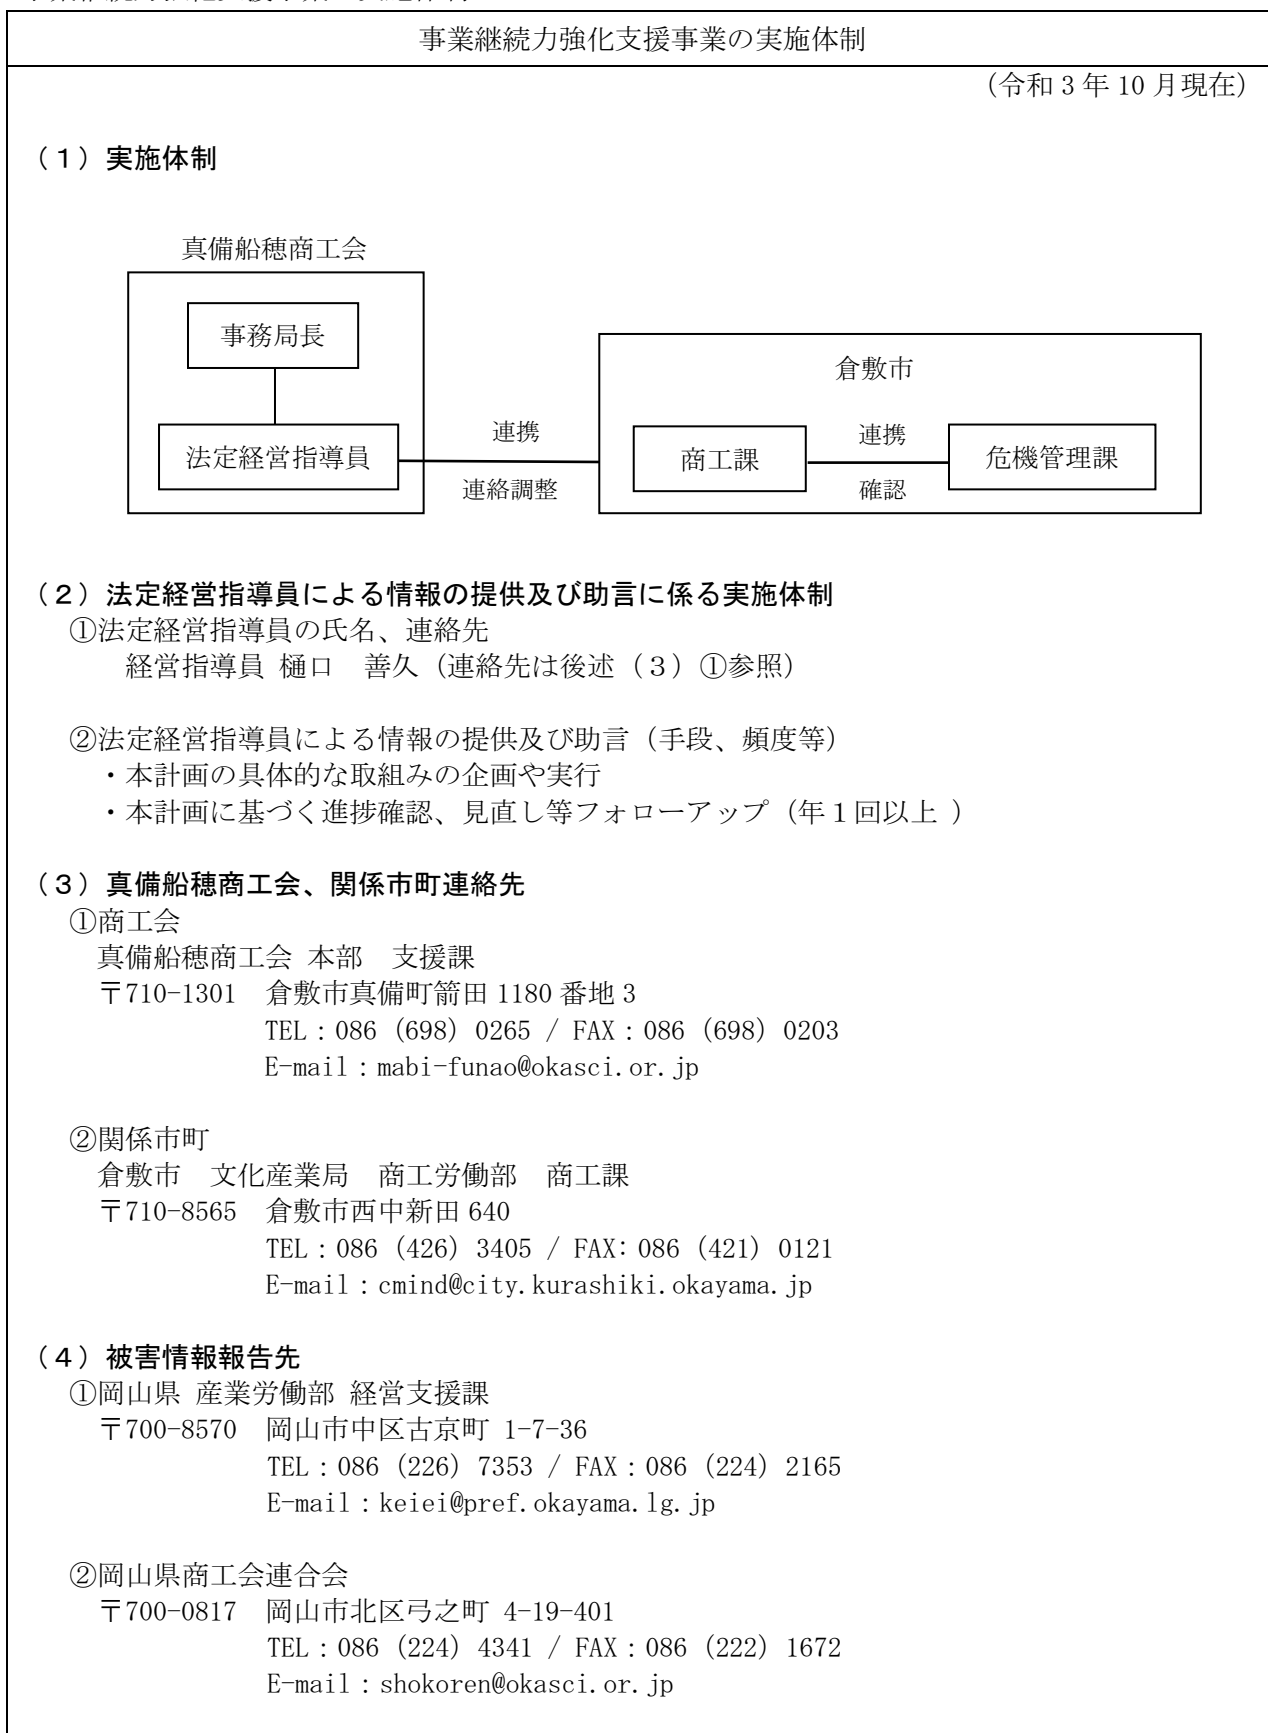 事業継続力強化支援事業の実施体制
（令和 3 年 10 月現在）
（１）実施体制
真備船穂商工会
事務局長
倉敷市
法定経営指導員
連携
連絡調整
商工課
連携
確認
危機管理課
（２）法定経営指導員による情報の提供及び助言に係る実施体制
①法定経営指導員の氏名、連絡先
経営指導員 樋口　善久（連絡先は後述（３）①参照）
②法定経営指導員による情報の提供及び助言（手段、頻度等）
・本計画の具体的な取組みの企画や実行
・本計画に基づく進捗確認、見直し等フォローアップ（年１回以上 ）
（３）真備船穂商工会、関係市町連絡先
①商工会
真備船穂商工会 本部　支援課
〒710-1301　倉敷市真備町箭田 1180 番地 3
TEL：086（698）0265 / FAX：086（698）0203
E-mail：mabi-funao@okasci.or.jp
②関係市町
倉敷市　文化産業局　商工労働部　商工課
〒710-8565　倉敷市西中新田 640
TEL：086（426）3405 / FAX：086（421）0121
E-mail：cmind@city.kurashiki.okayama.jp
（４）被害情報報告先
①岡山県 産業労働部 経営支援課
〒700-8570　岡山市中区古京町 1-7-36
TEL：086（226）7353 / FAX：086（224）2165
E-mail：keiei@pref.okayama.lg.jp
②岡山県商工会連合会
〒700-0817　岡山市北区弓之町 4-19-401
TEL：086（224）4341 / FAX：086（222）1672
E-mail：shokoren@okasci.or.jp